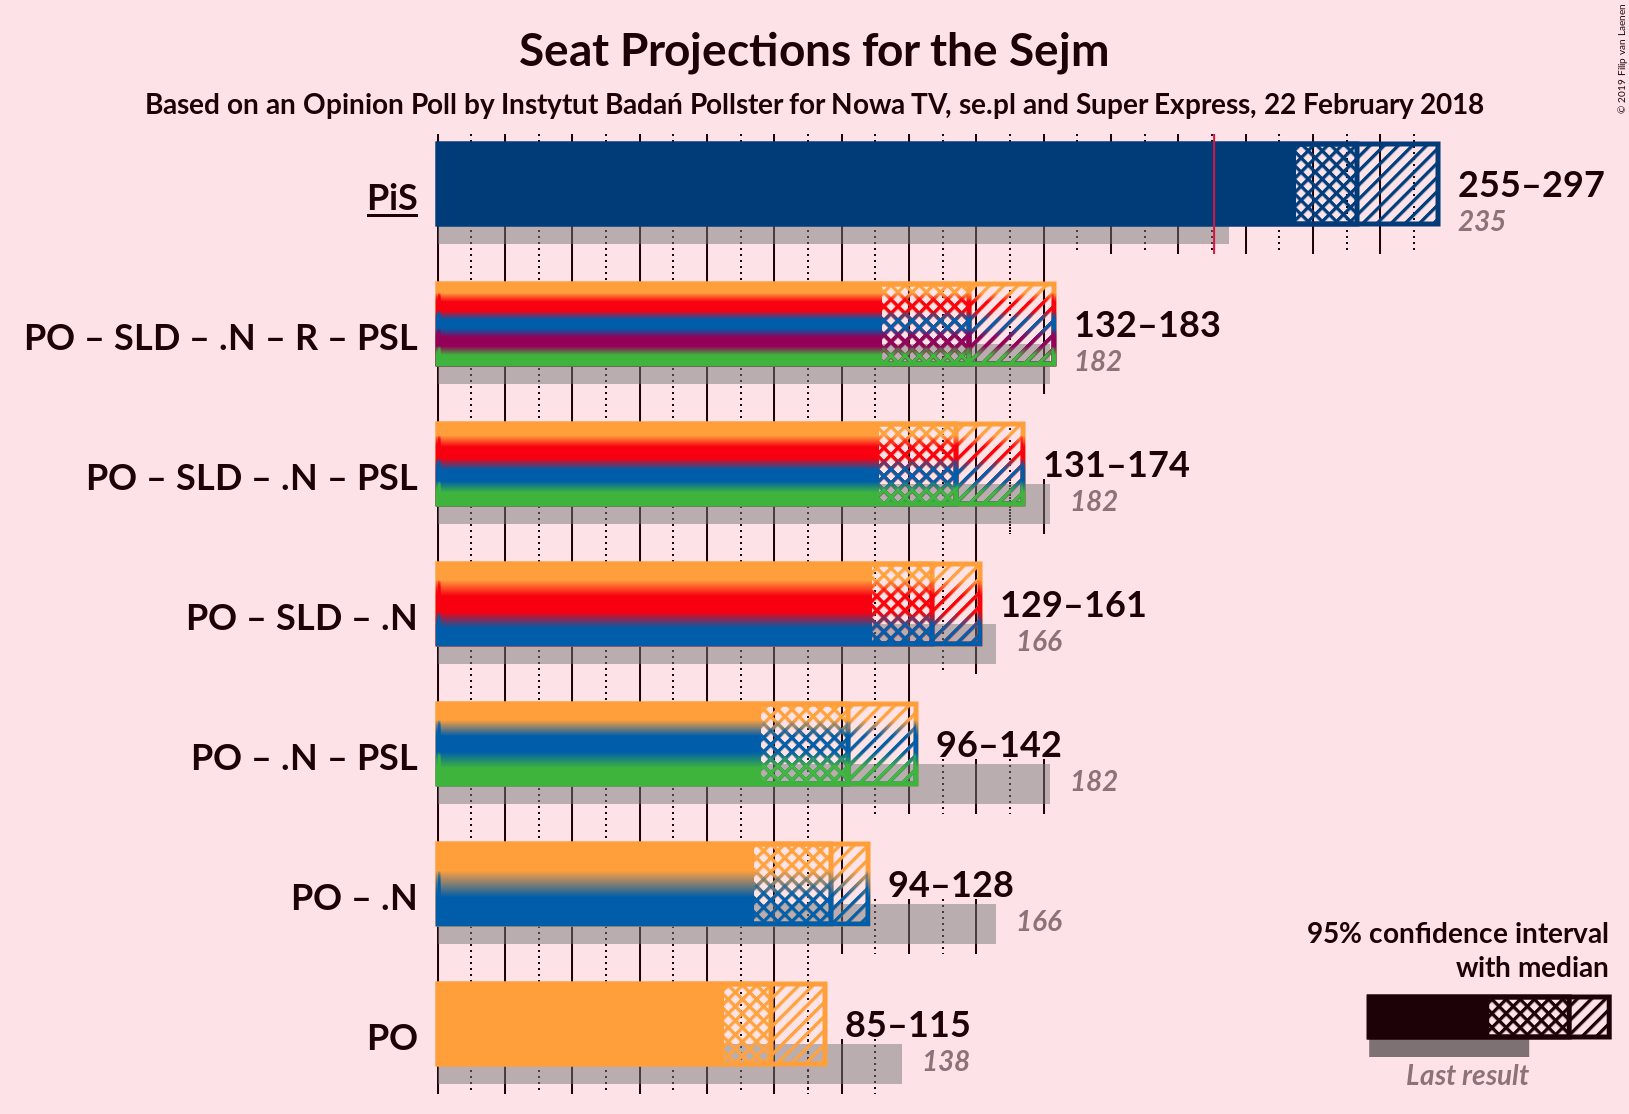 Seat Projections for the Sejm
Based on an Opinion Poll by Instytut Badań Pollster for Nowa TV, se.pl and Super Express, 22 February 2018
© 2019 Filip van Laenen
PiS
255–297
235
PO – SLD – .N – R – PSL
132–183
182
PO – SLD – .N – PSL
131–174
182
PO – SLD – .N
129–161
166
PO – .N – PSL
96–142
182
PO – .N
94–128
166
PO
85–115
138
95% confidence interval
with median
Last result